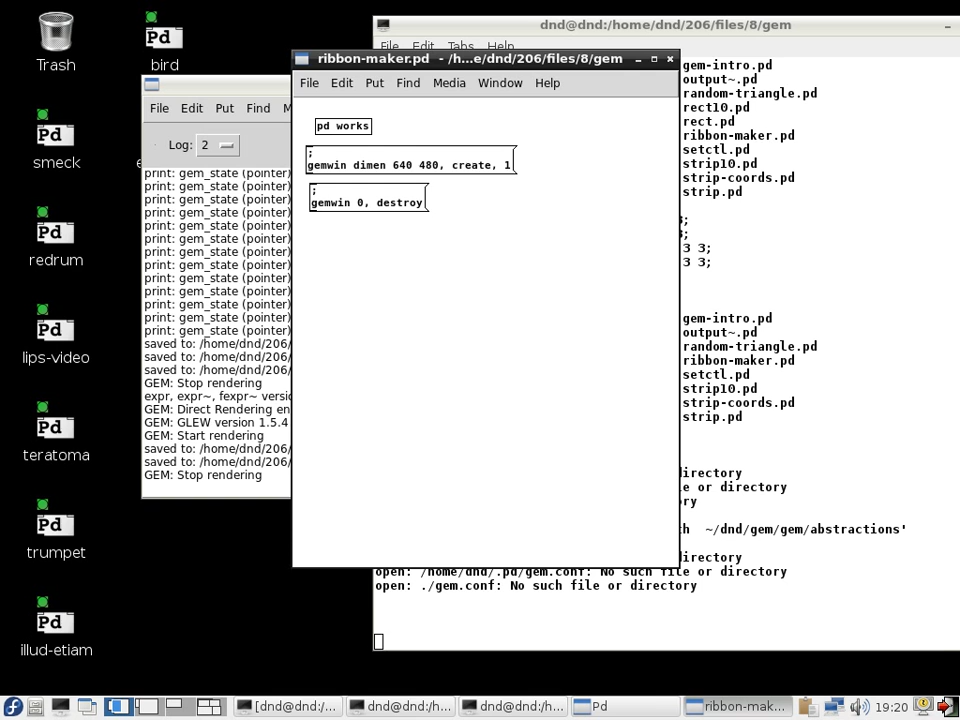 Trash
bird
smeck
redrum
lips-video
teratoma
trumpet
illud-etiam
dnd@dnd:/home/dnd/206/files/8/gem
File Edit Tabs Help
gem-intro.pd
output~.pd
random-triangle.pd
rect10.pd
rect.pd
ribbon-maker.pd
setctl.pd
strip10.pd
strip-coords.pd
strip.pd
3;
3;
3 3;
3 3;
gem-intro.pd
output~.pd
random-triangle.pd
ribbon-maker.pd
setctl.pd
strip10.pd
strip-coords.pd
strip.pd
directory
or directory
~/dnd/gem/gem/abstractions'
directory
open: /home/dnd/.pd/gem.conf: No such file or directory
open: ./gem.conf: No such file or directory
File Edit Put Find M
Log: 2
print: gem_state (pointer)
print: gem_state (pointer)
print: gem_state (pointer)
print: gem_state (pointer)
print: gem_state (pointer)
print: gem_state (pointer)
print: gem_state (pointer)
print: gem_state (pointer)
print: gem_state (pointer)
print: gem_state (pointer)
print: gem_state (pointer)
print: gem_state (pointer)
print: gem_state (pointer)
saved to: /home/dnd/206/
saved to: /home/dnd/206/
saved to: /home/dnd/206/
GEM: Stop rendering
expr, expr~, fexpr~ versio
GEM: Direct Rendering en
GEM: GLEW version 1.5.4
GEM: Start rendering
saved to: /home/dnd/206/
saved to: /home/dnd/206/
GEM: Stop rendering
ribbon-maker.pd - /h...e/dnd/206/files/8/gem
File Edit Put Find Media Window Help
pd works
;
gemwin dimen 640 480, create, 1
;
gemwin 0, destroy
[dnd@dnd:/... dnd@dnd:/h... dnd@dnd:/h... Pd ribbon-mak... 19:20